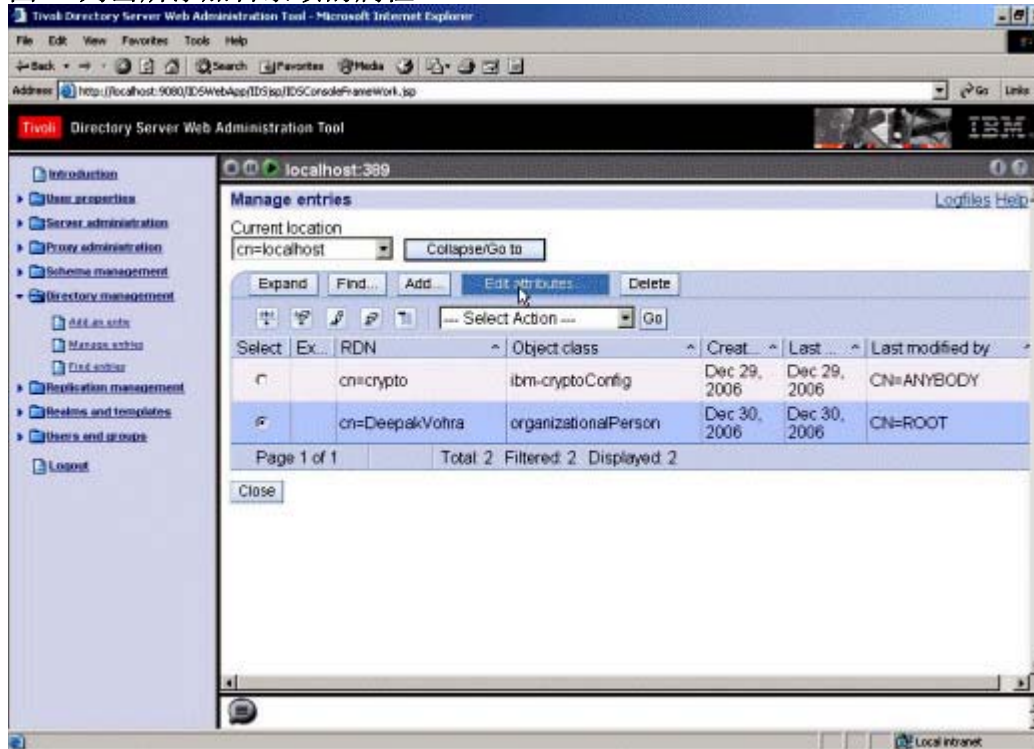 Tivoli Directory Server Web Administration Tool - Microsoft Internet Explorer
File Edit View Favorites Tools Help
Back Search Favorites Media
Address http://localhost:9080/IDSWebApp/IDSjsp/IDSConsoleFrameWork.jsp Go Links
Tivoli Directory Server Web Administration Tool IBM
Introduction
User properties
Server administration
Proxy administration
Schema management
Directory management
Add an entry
Manage entries
Find entries
Replication management
Realms and templates
Users and groups
Logout
localhost:389
Manage entries Logfiles Help
Current location
cn=localhost Collapse/Go to
Expand Find... Add... Edit attributes... Delete
--- Select Action --- Go
Select Ex... RDN Object class Creat... Last ... Last modified by
cn=crypto ibm-cryptoConfig Dec 29, 2006 Dec 29, 2006 CN=ANYBODY
cn=DeepakVohra organizationalPerson Dec 30, 2006 Dec 30, 2006 CN=ROOT
Page 1 of 1 Total: 2 Filtered: 2 Displayed: 2
Close
Local intranet